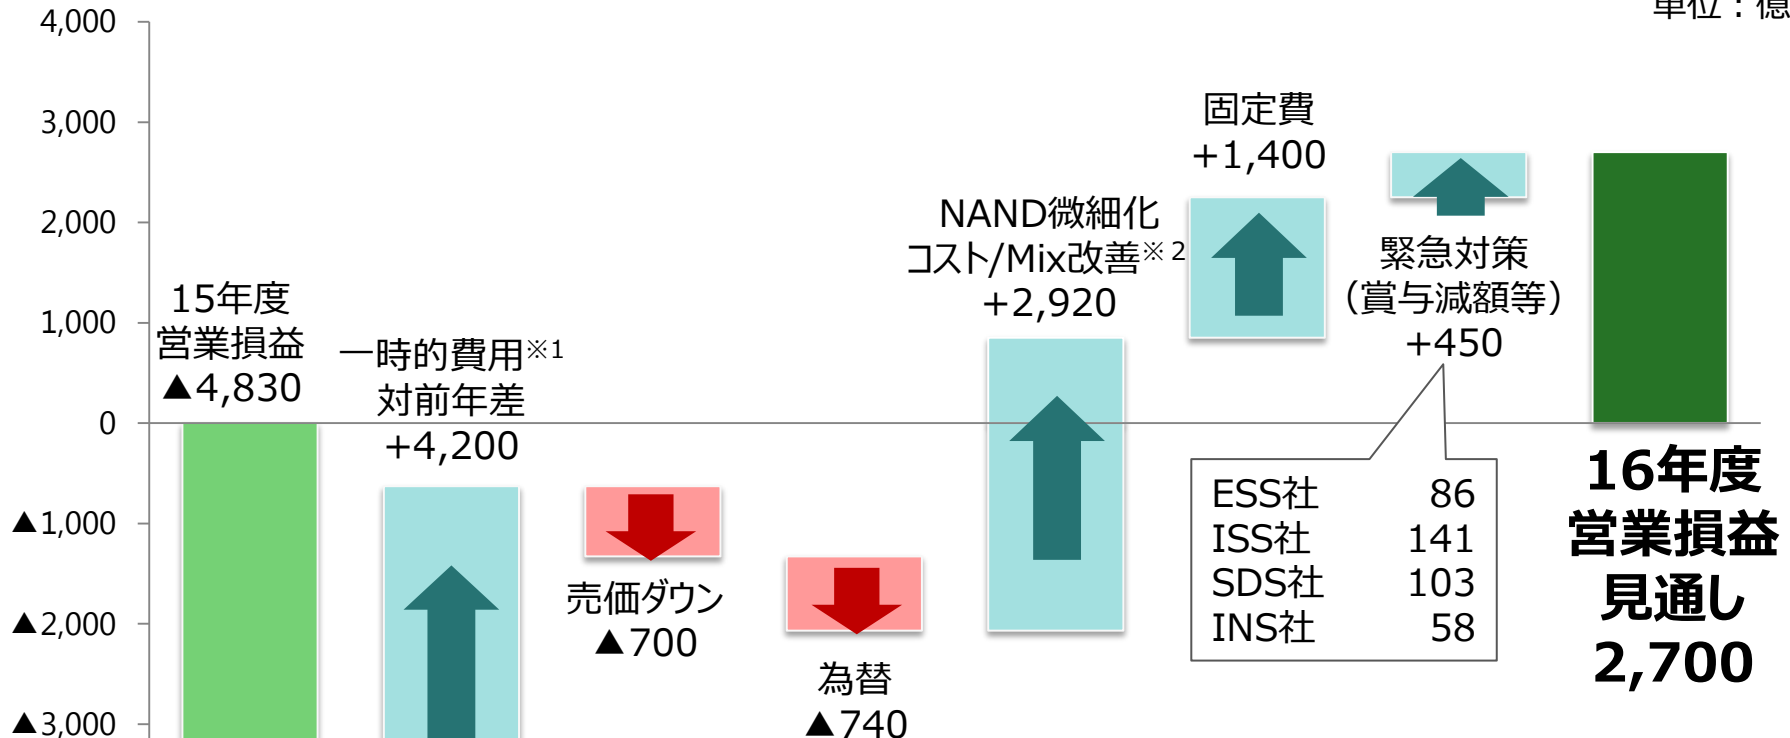 単位：億
4,000
3,000
2,000
1,000
0
▲1,000
▲2,000
▲3,000
15年度
営業損益
▲4,830
一時的費用※1
対前年差
+4,200
売価ダウン
▲700
為替
▲740
NAND微細化
コスト/Mix改善※2
+2,920
固定費
+1,400
緊急対策
（賞与減額等）
+450
ESS社 86
ISS社 141
SDS社 103
INS社 58
16年度
営業損益
見通し
2,700